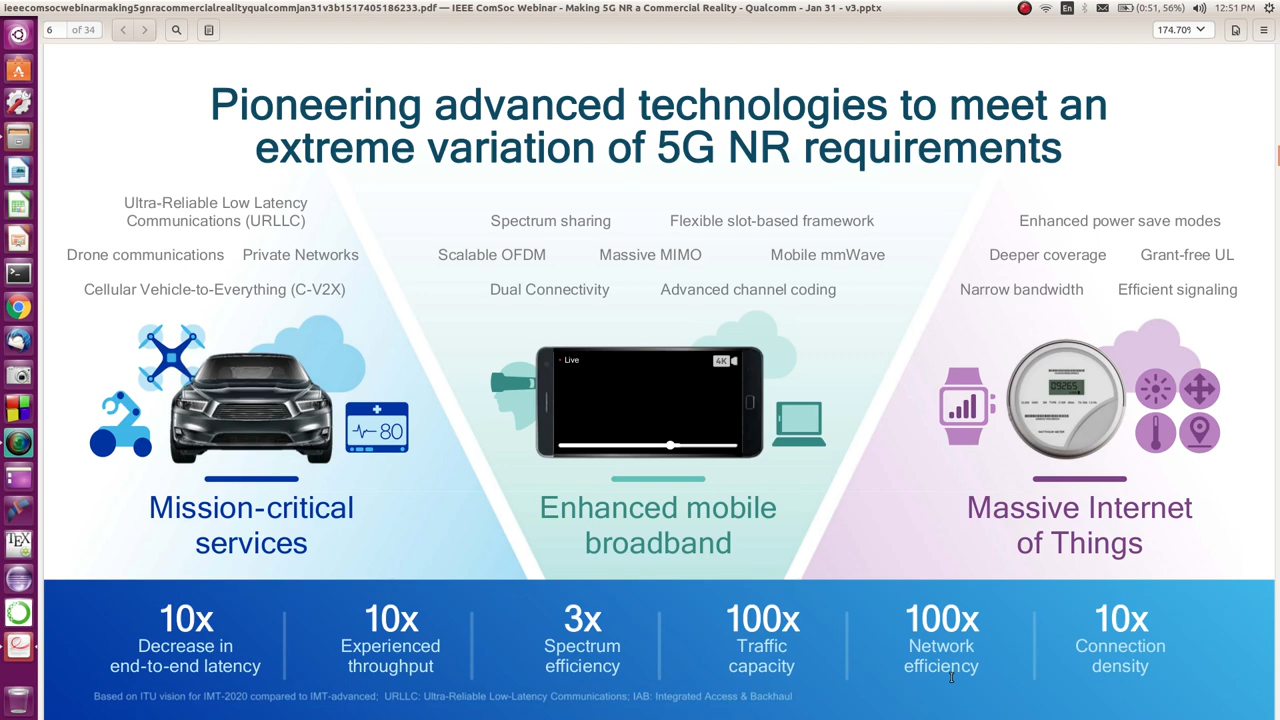 ieeecomsocwebinarmaking5gnracommercialrealityqualcommjan31v3b1517405186233.pdf — IEEE ComSoc Webinar - Making 5G NR a Commercial Reality - Qualcomm - Jan 31 - v3.pptx
En
(0:51, 56%)
12:51 PM
6
of 34
174.70%
Pioneering advanced technologies to meet an
extreme variation of 5G NR requirements
Ultra-Reliable Low Latency
Communications (URLLC)
Drone communications Private Networks
Cellular Vehicle-to-Everything (C-V2X)
Spectrum sharing Flexible slot-based framework
Scalable OFDM Massive MIMO Mobile mmWave
Dual Connectivity Advanced channel coding
Enhanced power save modes
Deeper coverage Grant-free UL
Narrow bandwidth Efficient signaling
80
Live
4K
09265
TEX
Mission-critical
services
Enhanced mobile
broadband
Massive Internet
of Things
10x
Decrease in
end-to-end latency
10x
Experienced
throughput
3x
Spectrum
efficiency
100x
Traffic
capacity
100x
Network
efficiency
10x
Connection
density
Based on ITU vision for IMT-2020 compared to IMT-advanced; URLLC: Ultra-Reliable Low-Latency Communications; IAB: Integrated Access & Backhaul